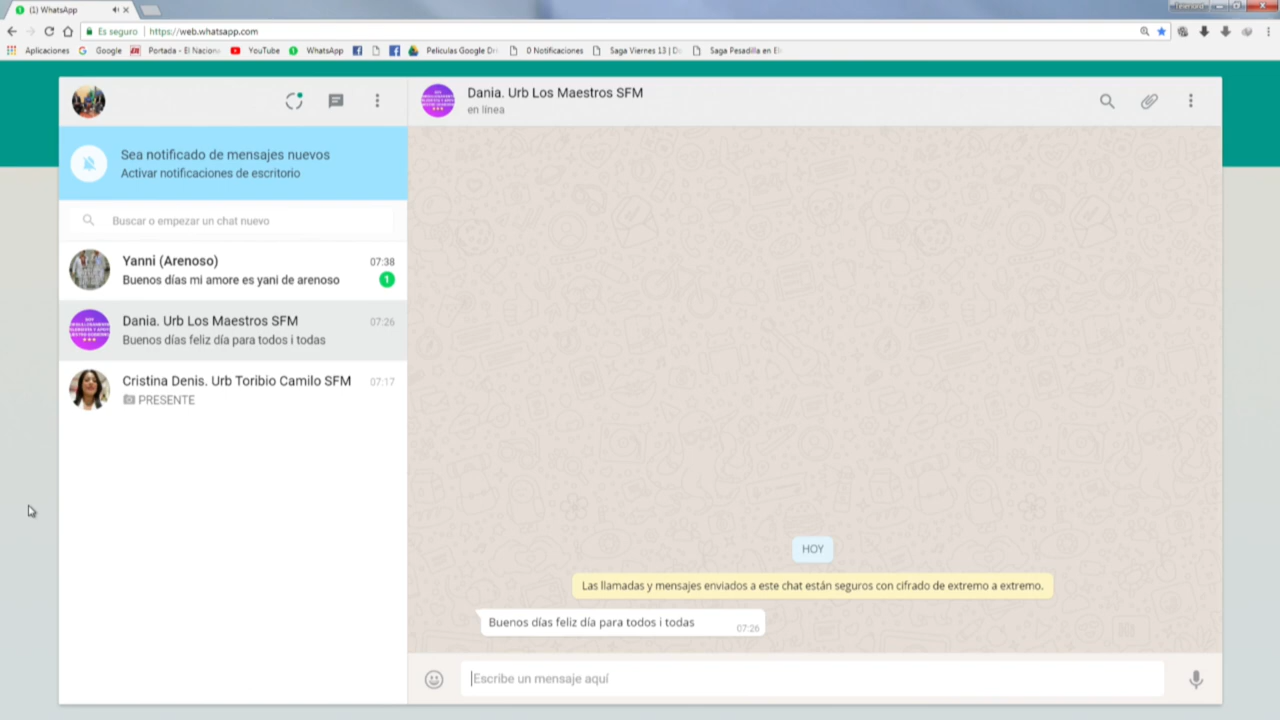 (1) WhatsApp
Es seguro | https://web.whatsapp.com
Aplicaciones Google Portada - El Nacion YouTube WhatsApp Peliculas Google Dri 0 Notificaciones Saga Viernes 13 | D Saga Pesadilla en El
Dania. Urb Los Maestros SFM
en línea
Sea notificado de mensajes nuevos
Activar notificaciones de escritorio
Buscar o empezar un chat nuevo
Yanni (Arenoso) 07:38
Buenos días mi amore es yani de arenoso 1
Dania. Urb Los Maestros SFM 07:26
Buenos días feliz día para todos i todas
Cristina Denis. Urb Toribio Camilo SFM 07:17
PRESENTE
HOY
Las llamadas y mensajes enviados a este chat están seguros con cifrado de extremo a extremo.
Buenos días feliz día para todos i todas 07:26
Escribe un mensaje aquí